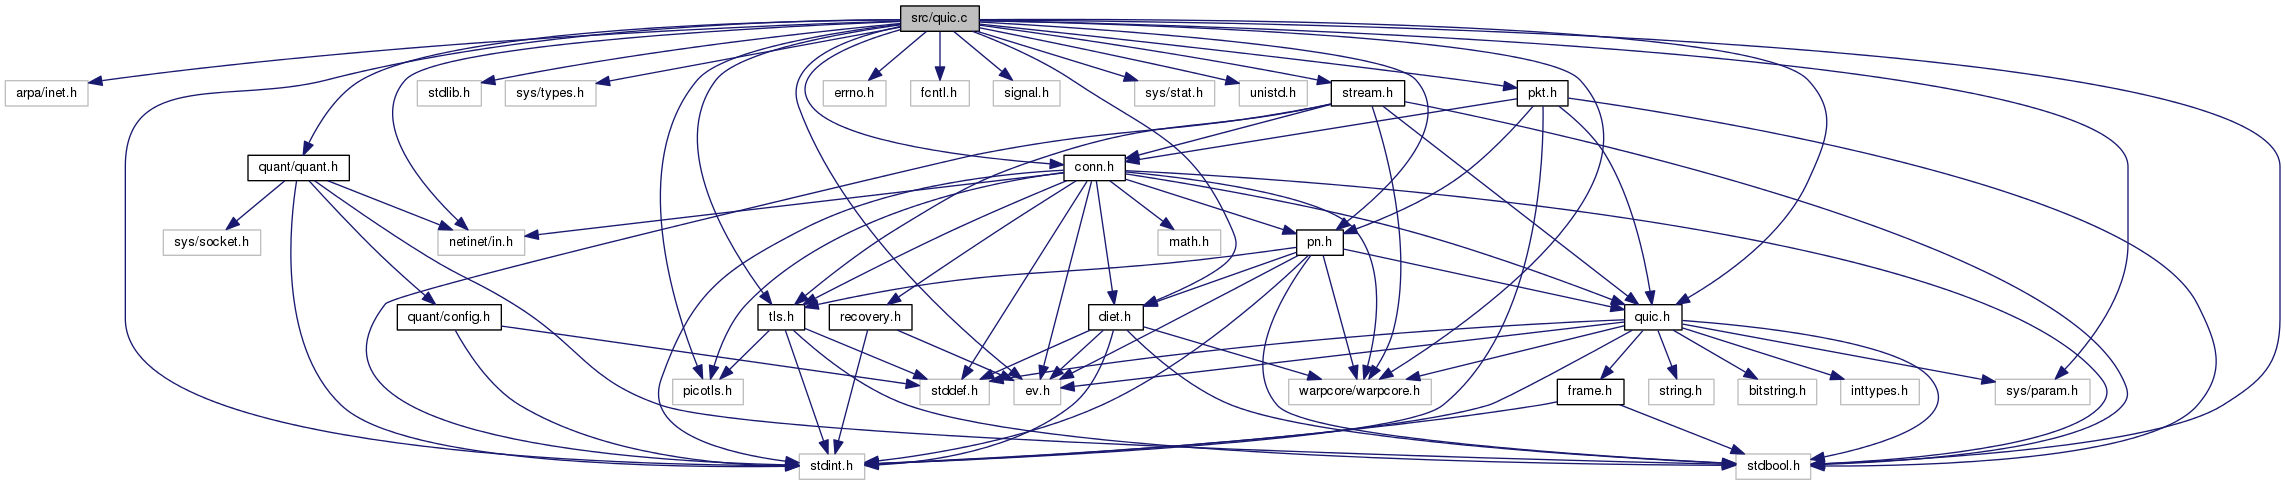 src/quic.c
arpa/inet.h
stdlib.h
sys/types.h
errno.h
fcntl.h
signal.h
sys/stat.h
unistd.h
stream.h
pkt.h
quant/quant.h
conn.h
sys/socket.h
netinet/in.h
math.h
pn.h
quant/config.h
tls.h
recovery.h
diet.h
quic.h
picotls.h
stddef.h
ev.h
warpcore/warpcore.h
frame.h
string.h
bitstring.h
inttypes.h
sys/param.h
stdint.h
stdbool.h